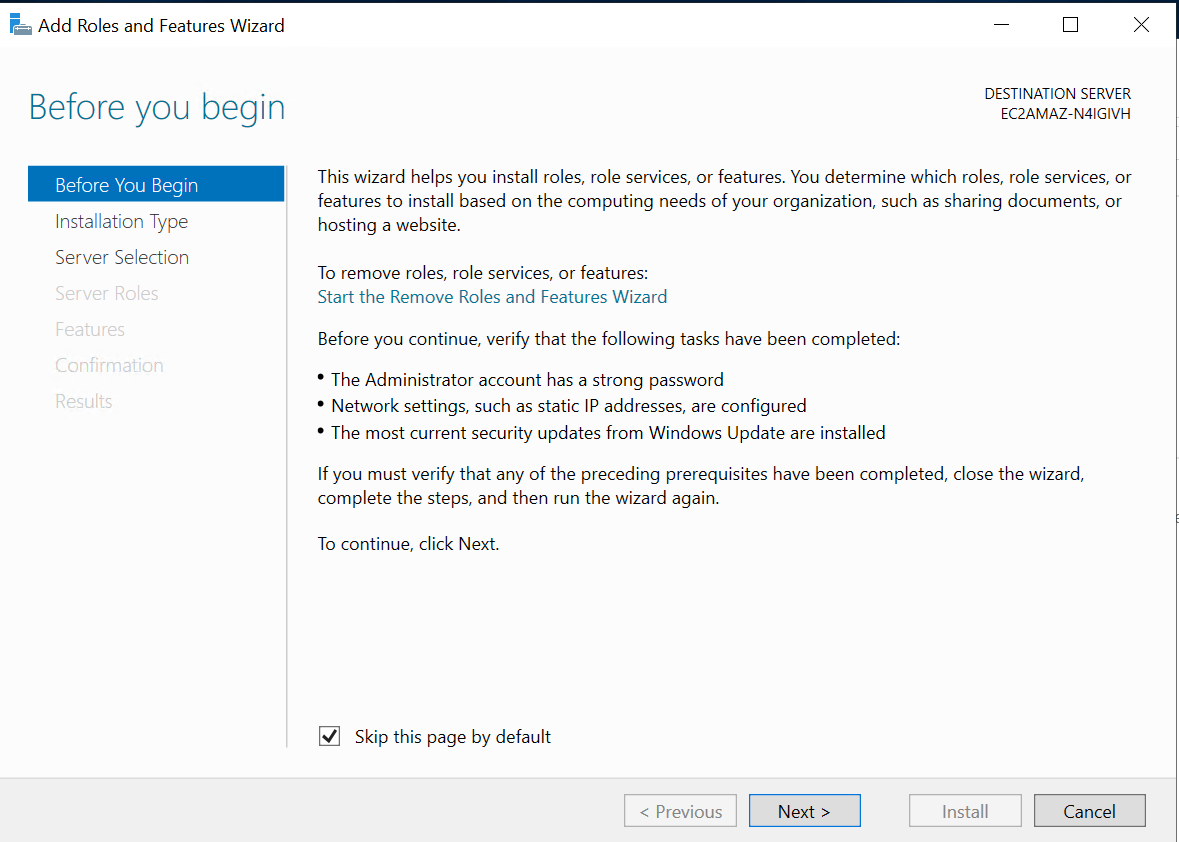 Add Roles and Features Wizard
Before you begin
DESTINATION SERVER
EC2AMAZ-N4IGIVH
Before You Begin
Installation Type
Server Selection
Server Roles
Features
Confirmation
Results
This wizard helps you install roles, role services, or features. You determine which roles, role services, or
features to install based on the computing needs of your organization, such as sharing documents, or
hosting a website.
To remove roles, role services, or features:
Start the Remove Roles and Features Wizard
Before you continue, verify that the following tasks have been completed:
• The Administrator account has a strong password
• Network settings, such as static IP addresses, are configured
• The most current security updates from Windows Update are installed
If you must verify that any of the preceding prerequisites have been completed, close the wizard,
complete the steps, and then run the wizard again.
To continue, click Next.
Skip this page by default
< Previous
Next >
Install
Cancel